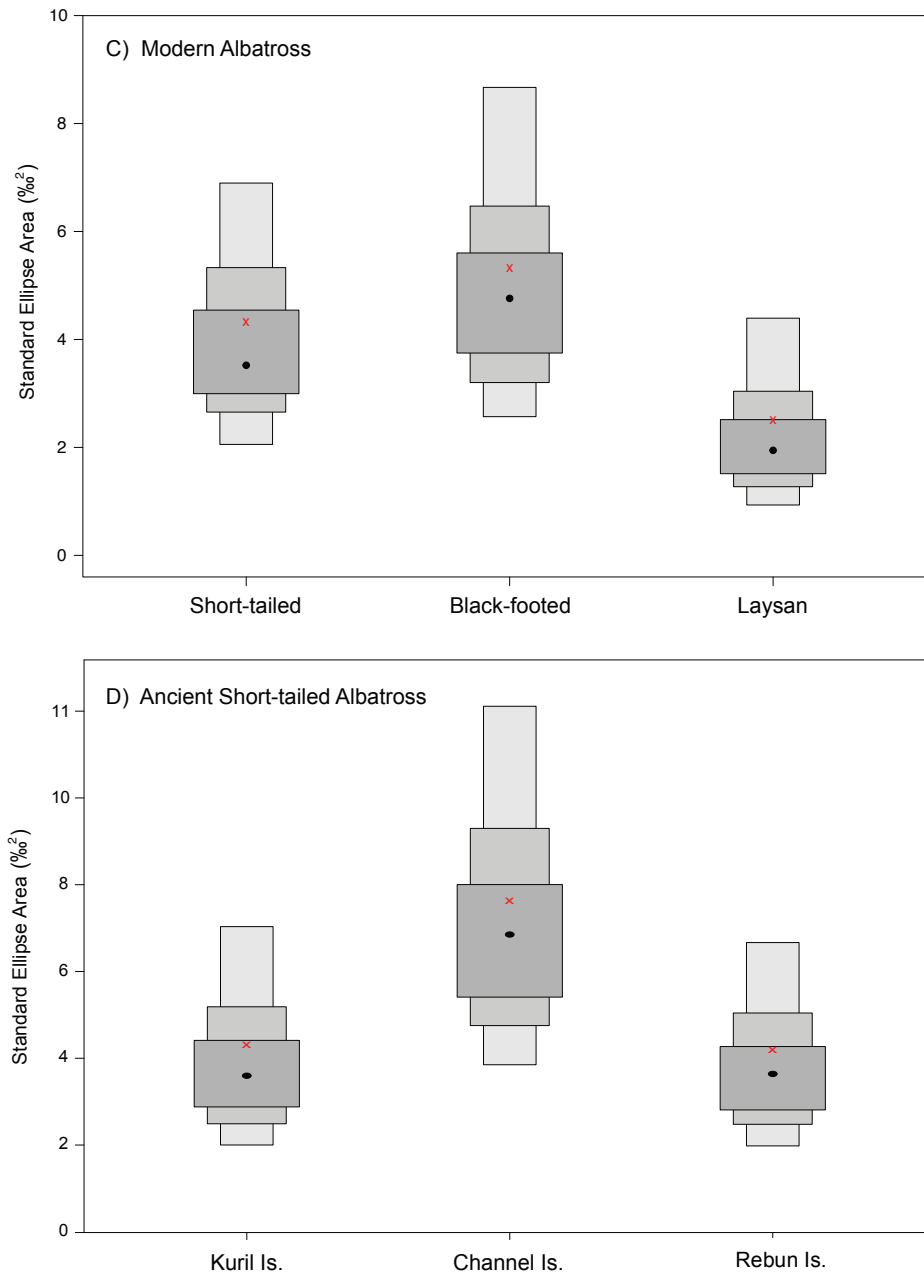 10
C) Modern Albatross
8
6
4
2
0
Standard Ellipse Area (‰²)
x
x
x
Short-tailed
Black-footed
Laysan
D) Ancient Short-tailed Albatross
11
10
8
6
4
2
0
Standard Ellipse Area (‰²)
x
x
x
Kuril Is.
Channel Is.
Rebun Is.